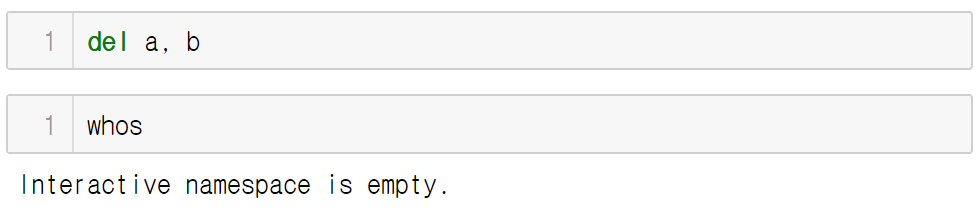 1 del a, b
1 whos
Interactive namespace is empty.